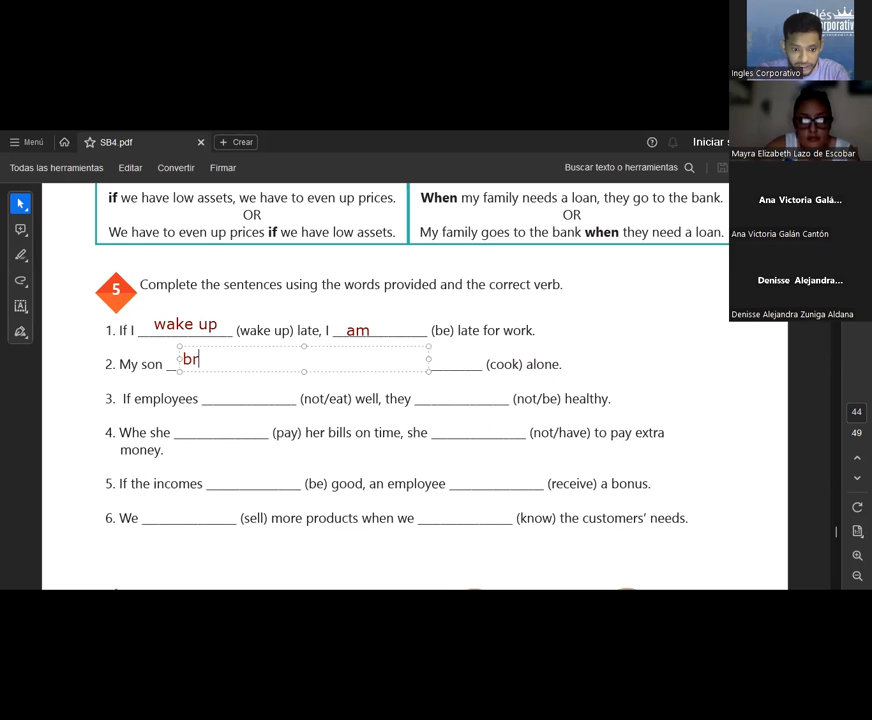 Inglés
Corporativo
Ingles Corporativo
Mayra Elizabeth Lazo de Escobar
Ana Victoria Galá...
Ana Victoria Galán Cantón
Denisse Alejandra...
Denisse Alejandra Zuniga Aldana
Menú
SB4.pdf
Crear
Iniciar s
Todas las herramientas
Editar
Convertir
Firmar
Buscar texto o herramientas
if we have low assets, we have to even up prices.
OR
We have to even up prices if we have low assets.
When my family needs a loan, they go to the bank.
OR
My family goes to the bank when they need a loan.
5 Complete the sentences using the words provided and the correct verb.
1. If I wake up (wake up) late, I am (be) late for work.
2. My son br (cook) alone.
3. If employees ______________ (not/eat) well, they ______________ (not/be) healthy.
4. Whe she ______________ (pay) her bills on time, she ______________ (not/have) to pay extra
money.
5. If the incomes ______________ (be) good, an employee ______________ (receive) a bonus.
6. We ______________ (sell) more products when we ______________ (know) the customers’ needs.
44
49